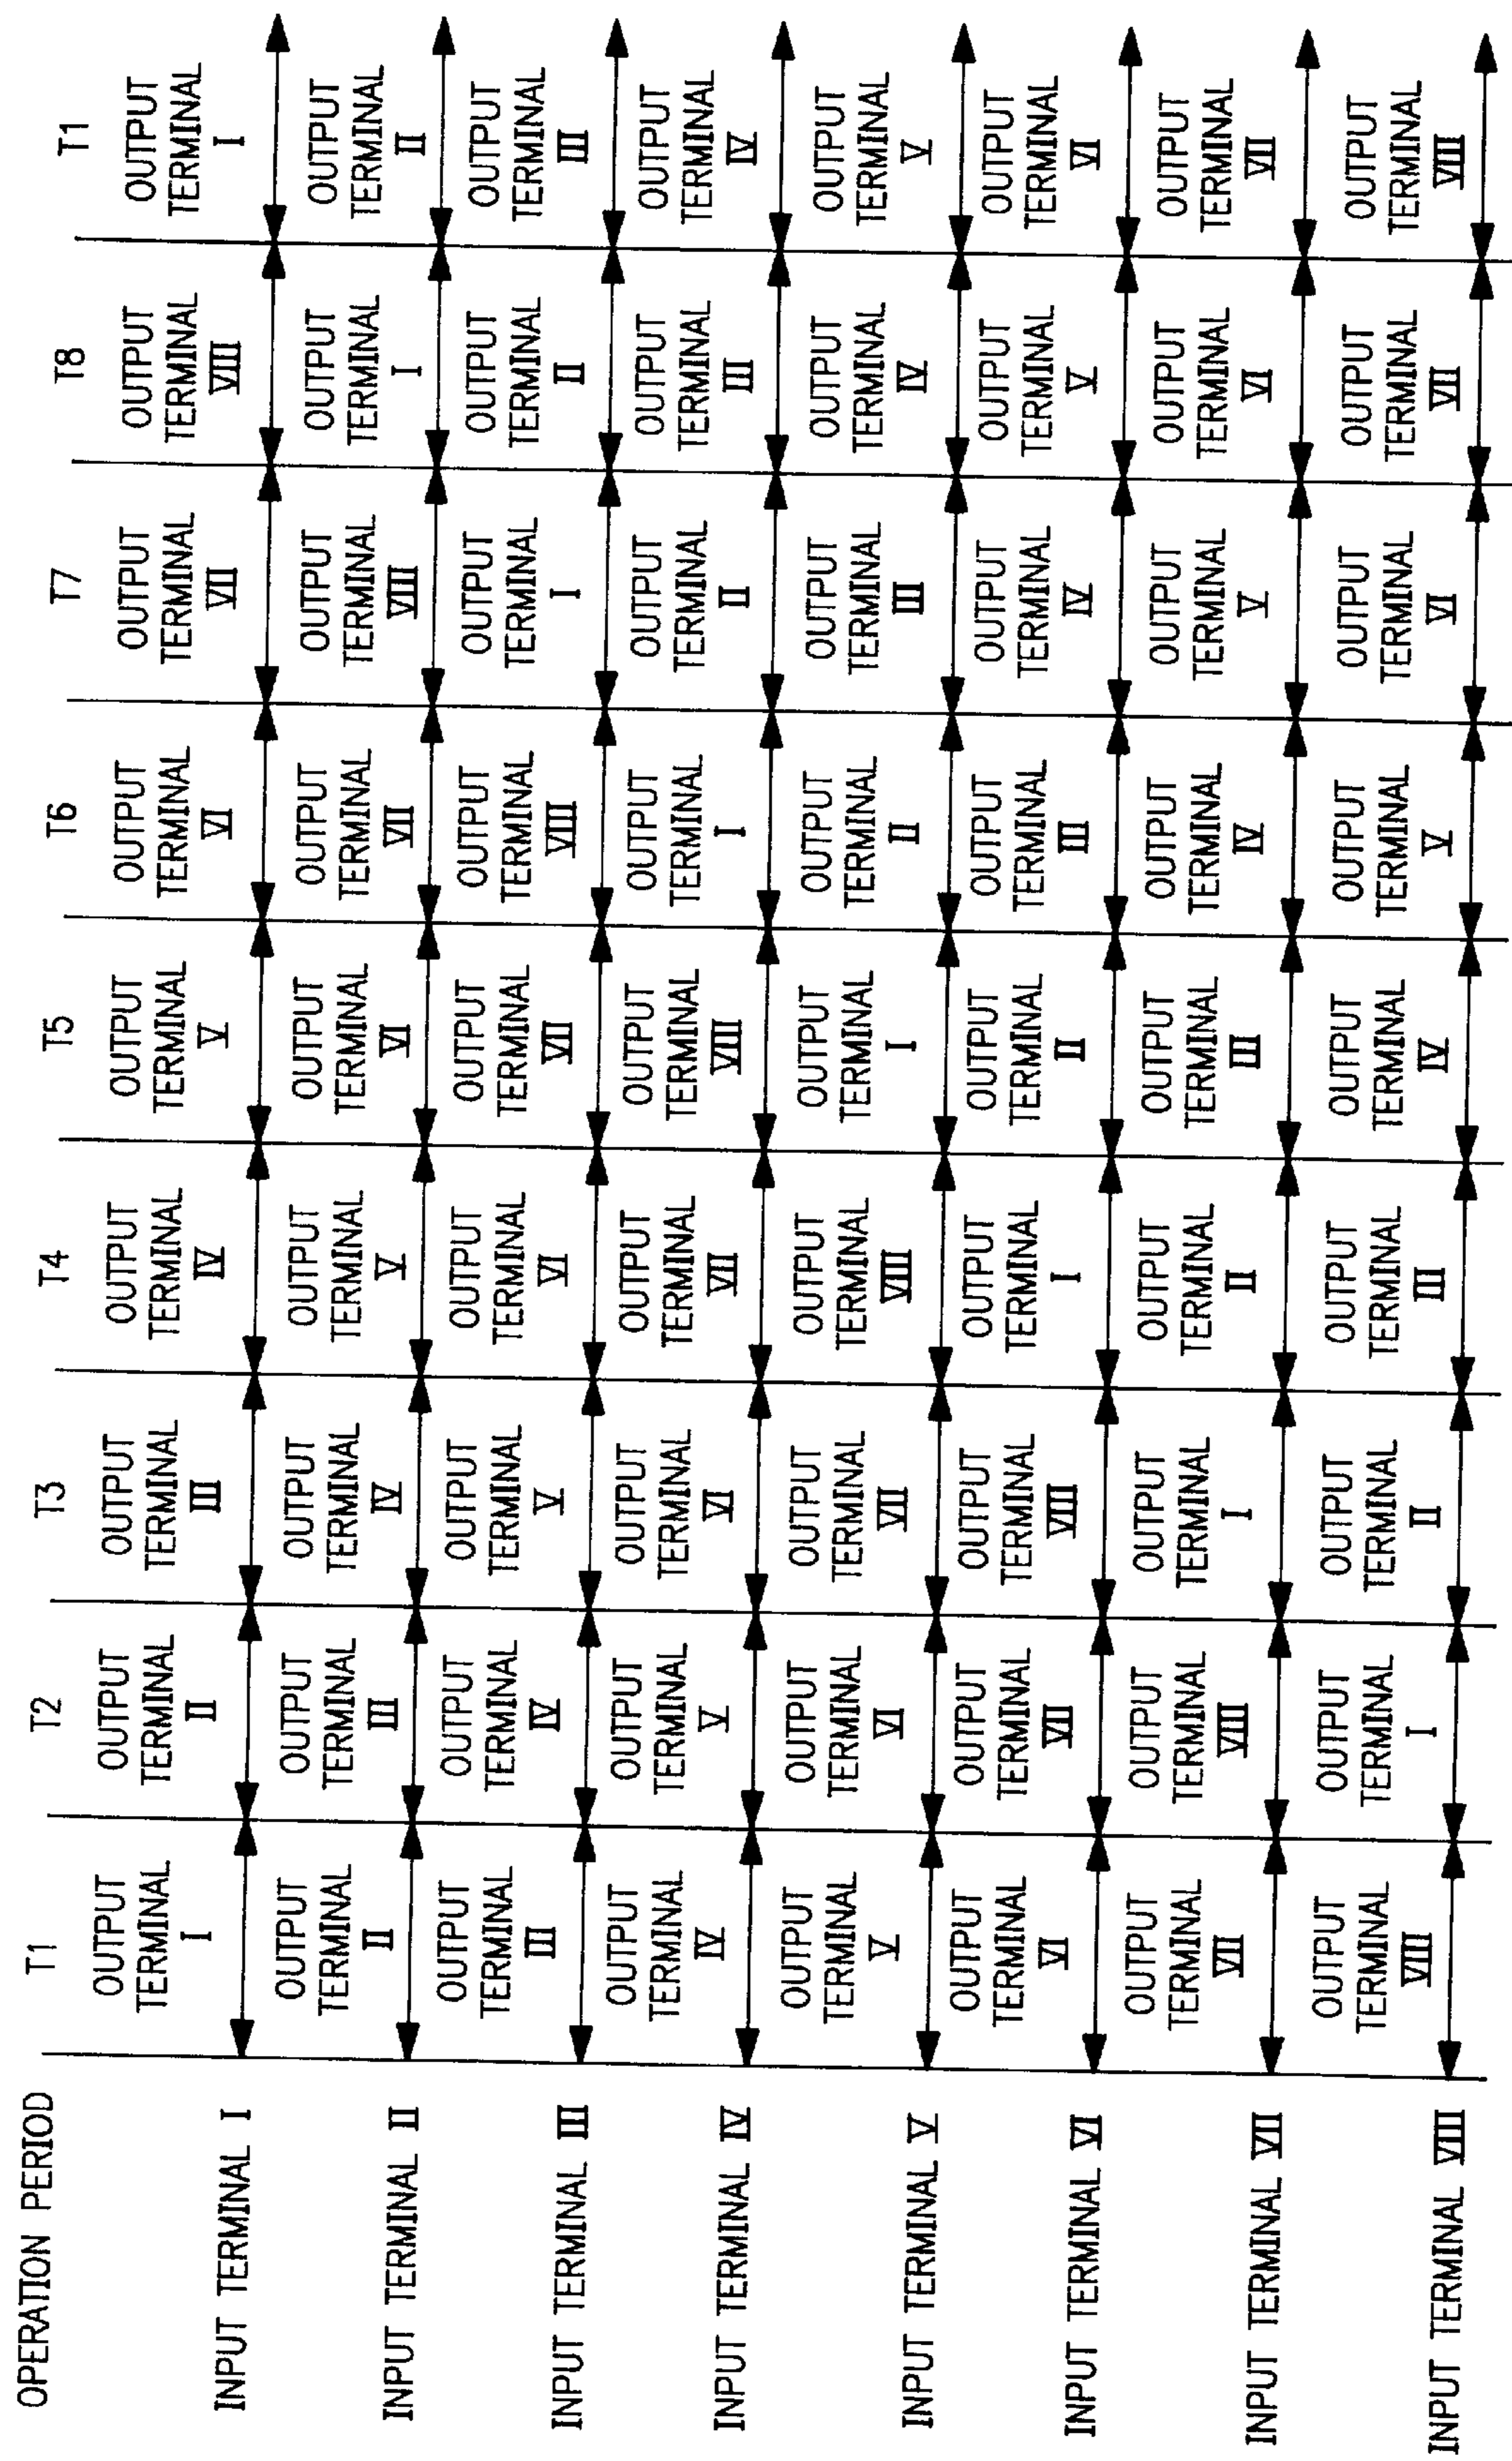 OPERATION PERIOD T1 T2 T3 T4 T5 T6 T7 T8 T1
OUTPUT OUTPUT OUTPUT OUTPUT OUTPUT OUTPUT OUTPUT OUTPUT OUTPUT
TERMINAL TERMINAL TERMINAL TERMINAL TERMINAL TERMINAL TERMINAL TERMINAL TERMINAL
I II III IV V VI VII VIII I
INPUT TERMINAL I
OUTPUT OUTPUT OUTPUT OUTPUT OUTPUT OUTPUT OUTPUT OUTPUT OUTPUT
TERMINAL TERMINAL TERMINAL TERMINAL TERMINAL TERMINAL TERMINAL TERMINAL TERMINAL
II III IV V VI VII VIII I II
INPUT TERMINAL II
OUTPUT OUTPUT OUTPUT OUTPUT OUTPUT OUTPUT OUTPUT OUTPUT OUTPUT
TERMINAL TERMINAL TERMINAL TERMINAL TERMINAL TERMINAL TERMINAL TERMINAL TERMINAL
III IV V VI VII VIII I II III
INPUT TERMINAL III
OUTPUT OUTPUT OUTPUT OUTPUT OUTPUT OUTPUT OUTPUT OUTPUT OUTPUT
TERMINAL TERMINAL TERMINAL TERMINAL TERMINAL TERMINAL TERMINAL TERMINAL TERMINAL
IV V VI VII VIII I II III IV
INPUT TERMINAL IV
OUTPUT OUTPUT OUTPUT OUTPUT OUTPUT OUTPUT OUTPUT OUTPUT OUTPUT
TERMINAL TERMINAL TERMINAL TERMINAL TERMINAL TERMINAL TERMINAL TERMINAL TERMINAL
V VI VII VIII I II III IV V
INPUT TERMINAL V
OUTPUT OUTPUT OUTPUT OUTPUT OUTPUT OUTPUT OUTPUT OUTPUT OUTPUT
TERMINAL TERMINAL TERMINAL TERMINAL TERMINAL TERMINAL TERMINAL TERMINAL TERMINAL
VI VII VIII I II III IV V VI
INPUT TERMINAL VI
OUTPUT OUTPUT OUTPUT OUTPUT OUTPUT OUTPUT OUTPUT OUTPUT OUTPUT
TERMINAL TERMINAL TERMINAL TERMINAL TERMINAL TERMINAL TERMINAL TERMINAL TERMINAL
VII VIII I II III IV V VI VII
INPUT TERMINAL VII
OUTPUT OUTPUT OUTPUT OUTPUT OUTPUT OUTPUT OUTPUT OUTPUT OUTPUT
TERMINAL TERMINAL TERMINAL TERMINAL TERMINAL TERMINAL TERMINAL TERMINAL TERMINAL
VIII I II III IV V VI VII VIII
INPUT TERMINAL VIII